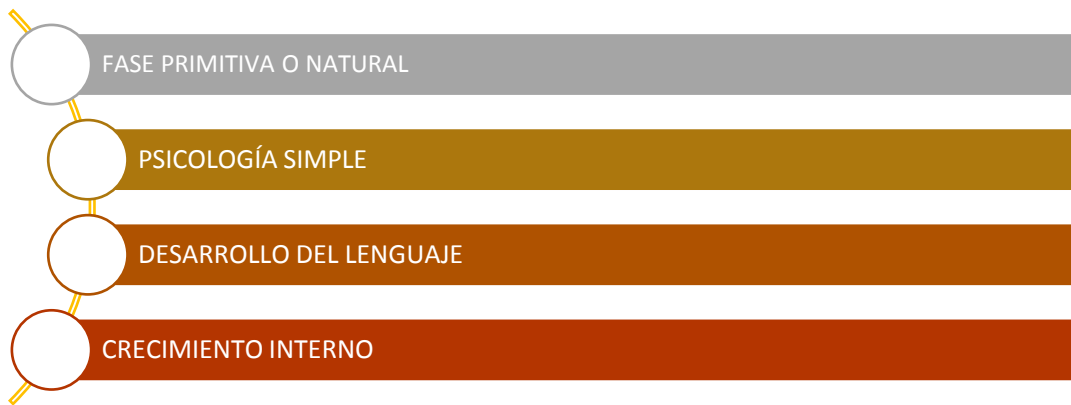 FASE PRIMITIVA O NATURAL
PSICOLOGÍA SIMPLE
DESARROLLO DEL LENGUAJE
CRECIMIENTO INTERNO